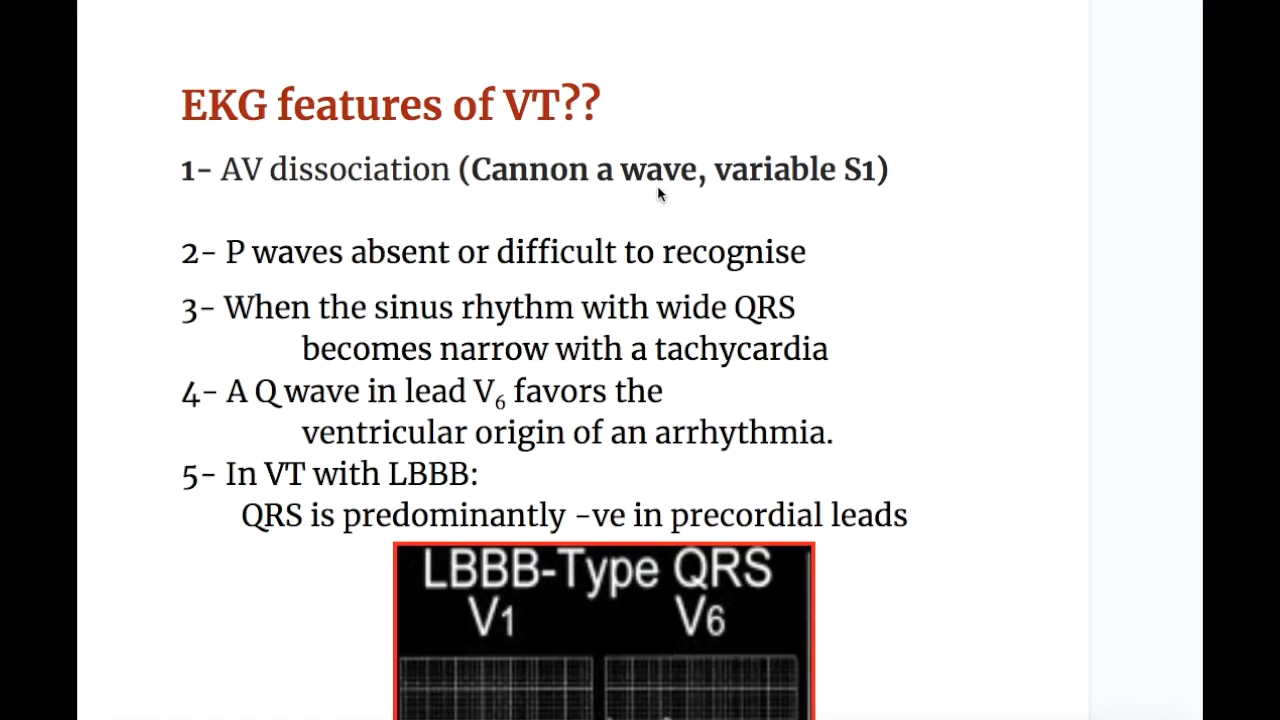 EKG features of VT??
1- AV dissociation (Cannon a wave, variable S1)
2- P waves absent or difficult to recognise
3- When the sinus rhythm with wide QRS
becomes narrow with a tachycardia
4- A Q wave in lead V6 favors the
ventricular origin of an arrhythmia.
5- In VT with LBBB:
QRS is predominantly -ve in precordial leads
LBBB-Type QRS
V1 V6